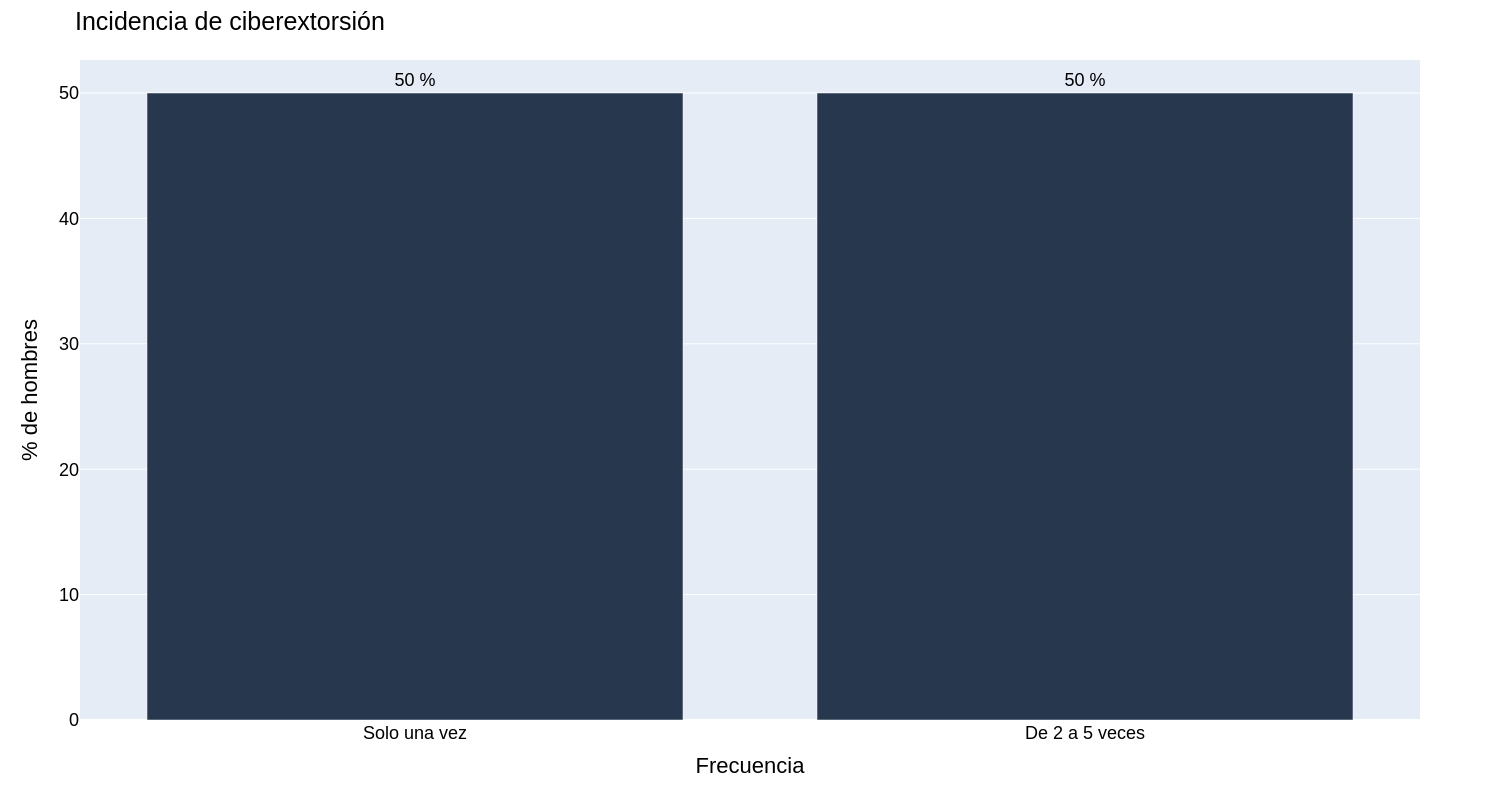 Incidencia de ciberextorsión
50 %
50 %
50
40
30
20
10
0
% de hombres
Solo una vez
De 2 a 5 veces
Frecuencia